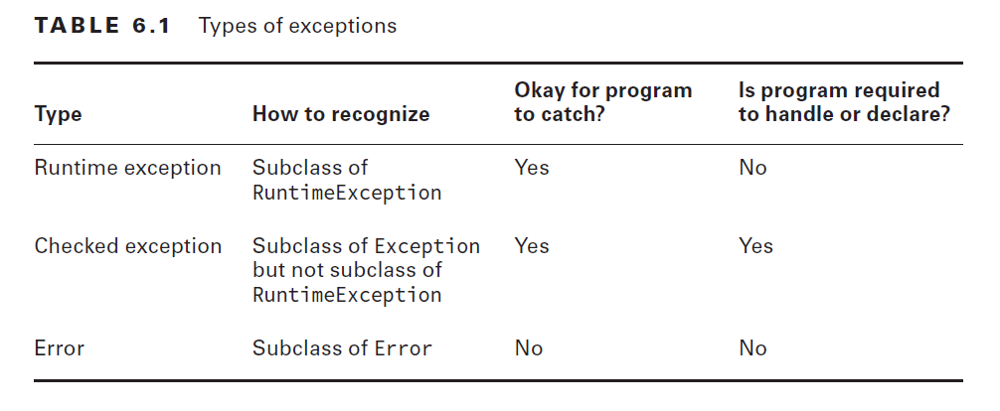 TABLE 6.1 Types of exceptions
Type How to recognize Okay for program to catch? Is program required to handle or declare?
Runtime exception Subclass of RuntimeException Yes No
Checked exception Subclass of Exception but not subclass of RuntimeException Yes Yes
Error Subclass of Error No No